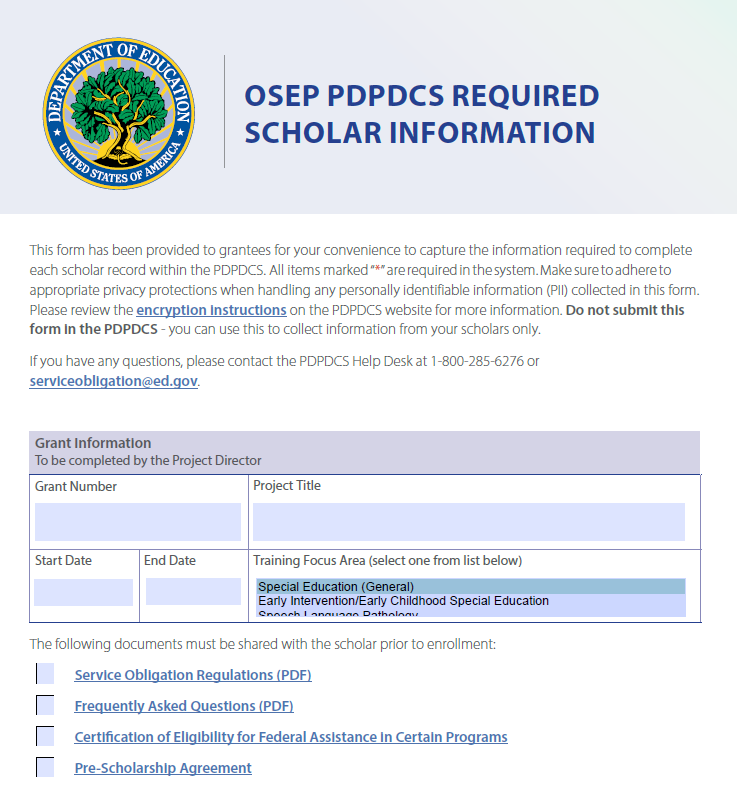 DEPARTMENT OF EDUCATION
UNITED STATES OF AMERICA
OSEP PDPDCS REQUIRED
SCHOLAR INFORMATION
This form has been provided to grantees for your convenience to capture the information required to complete
each scholar record within the PDPDCS. All items marked “*” are required in the system. Make sure to adhere to
appropriate privacy protections when handling any personally identifiable information (PII) collected in this form.
Please review the encryption instructions on the PDPDCS website for more information. Do not submit this
form in the PDPDCS - you can use this to collect information from your scholars only.
If you have any questions, please contact the PDPDCS Help Desk at 1-800-285-6276 or
serviceobligation@ed.gov.
Grant Information
To be completed by the Project Director
Grant Number
Project Title
Start Date
End Date
Training Focus Area (select one from list below)
Special Education (General)
Early Intervention/Early Childhood Special Education
Speech Language Pathology
The following documents must be shared with the scholar prior to enrollment:
Service Obligation Regulations (PDF)
Frequently Asked Questions (PDF)
Certification of Eligibility for Federal Assistance in Certain Programs
Pre-Scholarship Agreement